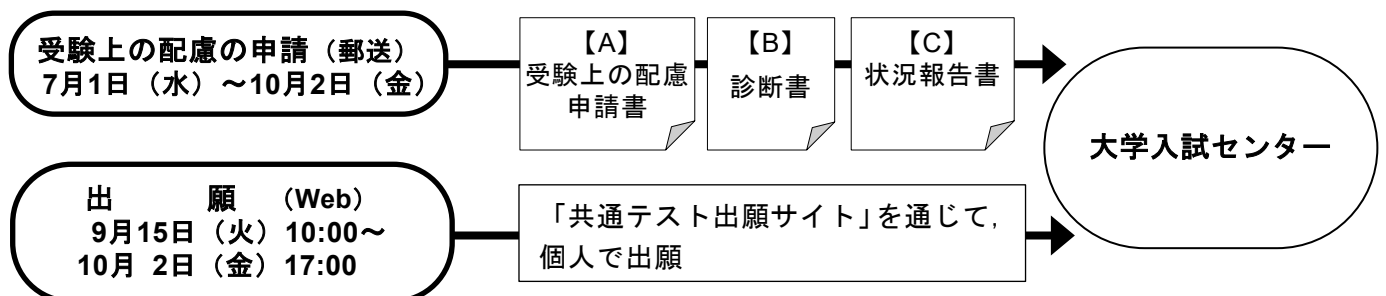 受験上の配慮の申請（郵送）
7月1日（水）～10月2日（金）
【A】
受験上の配慮
申請書
【B】
診断書
【C】
状況報告書
大学入試センター
出　　願　（Web）
9月15日（火）10:00～
10月 2日（金）17:00
「共通テスト出願サイト」を通じて，
個人で出願